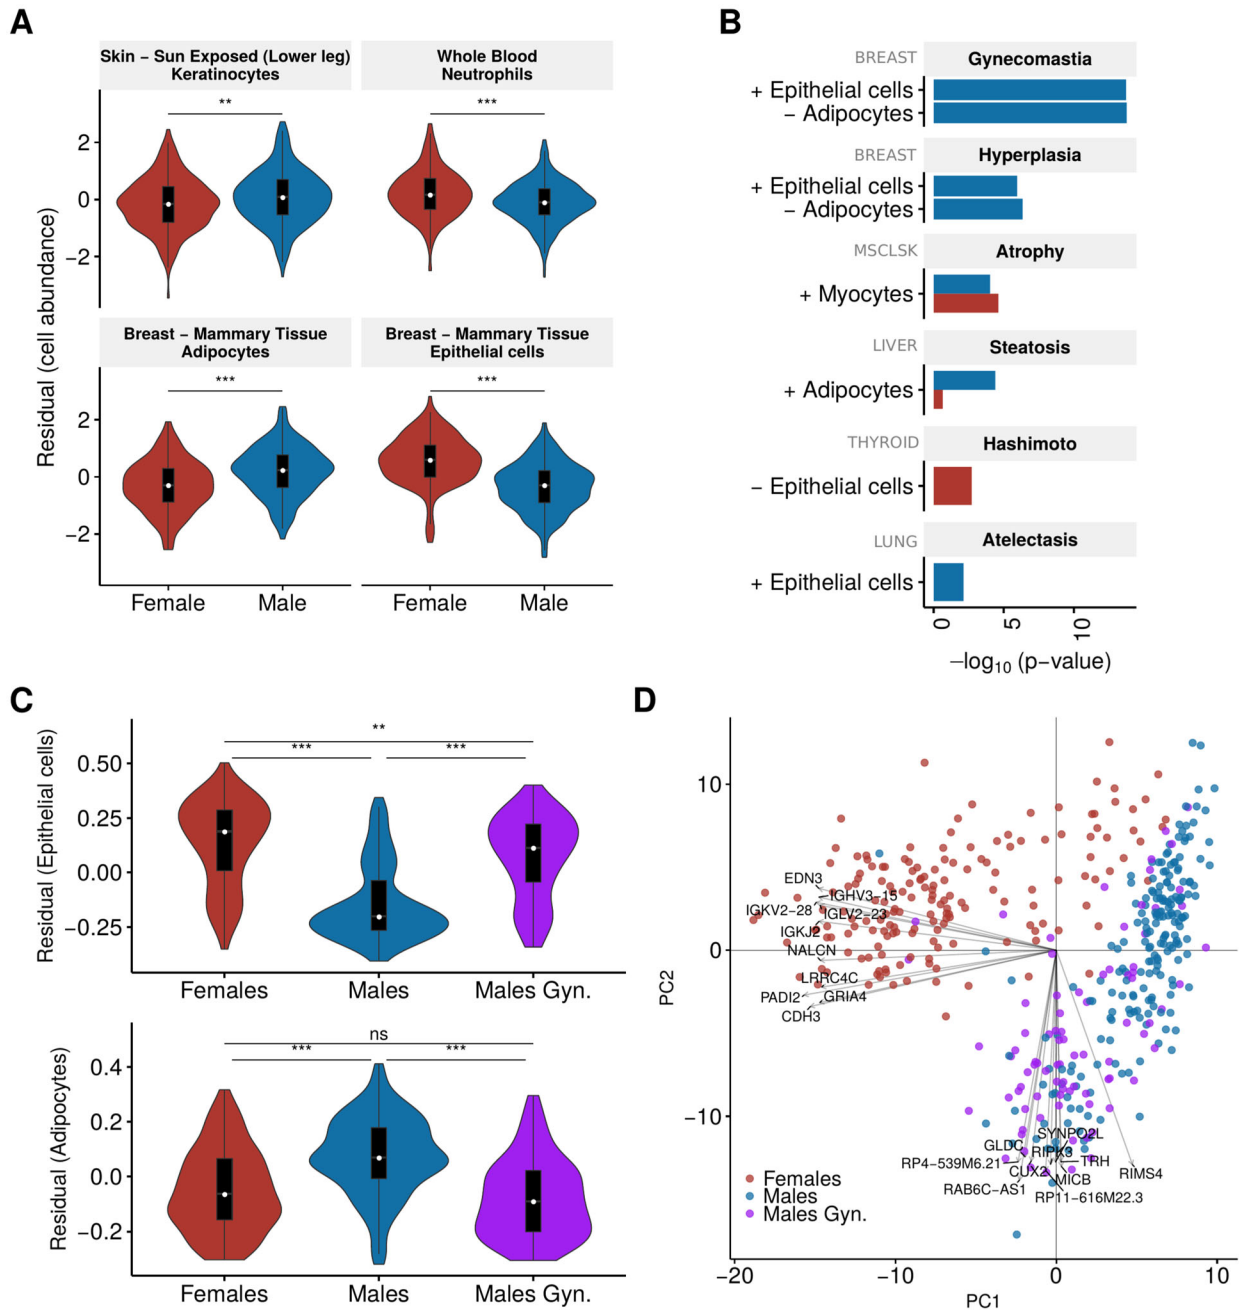 A
Skin − Sun Exposed (Lower leg)
Keratinocytes
Whole Blood
Neutrophils
**
***
2
0
−2
Breast − Mammary Tissue
Adipocytes
Breast − Mammary Tissue
Epithelial cells
***
***
2
0
−2
Female
Male
Female
Male
Residual (cell abundance)
B
BREAST
Gynecomastia
+ Epithelial cells
− Adipocytes
BREAST
Hyperplasia
+ Epithelial cells
− Adipocytes
MSCLSK
Atrophy
+ Myocytes
LIVER
Steatosis
+ Adipocytes
THYROID
Hashimoto
− Epithelial cells
LUNG
Atelectasis
+ Epithelial cells
0
5
10
−log10 (p−value)
C
**
***
***
0.50
0.25
0.00
−0.25
Residual (Epithelial cells)
Females
Males
Males Gyn.
ns
***
***
0.4
0.2
0.0
−0.2
Residual (Adipocytes)
Females
Males
Males Gyn.
D
10
0
−10
PC2
EDN3
IGHV3−15
IGKV2−28
IGLV2−23
IGKJ2
NALCN
LRRC4C
PADI2
GRIA4
CDH3
SYNPO2L
GLDC
RIPK3
RP4−539M6.21
TRH
CUX2
MICB
RIMS4
RAB6C−AS1
RP11−616M22.3
Females
Males
Males Gyn.
−20
−10
0
10
PC1